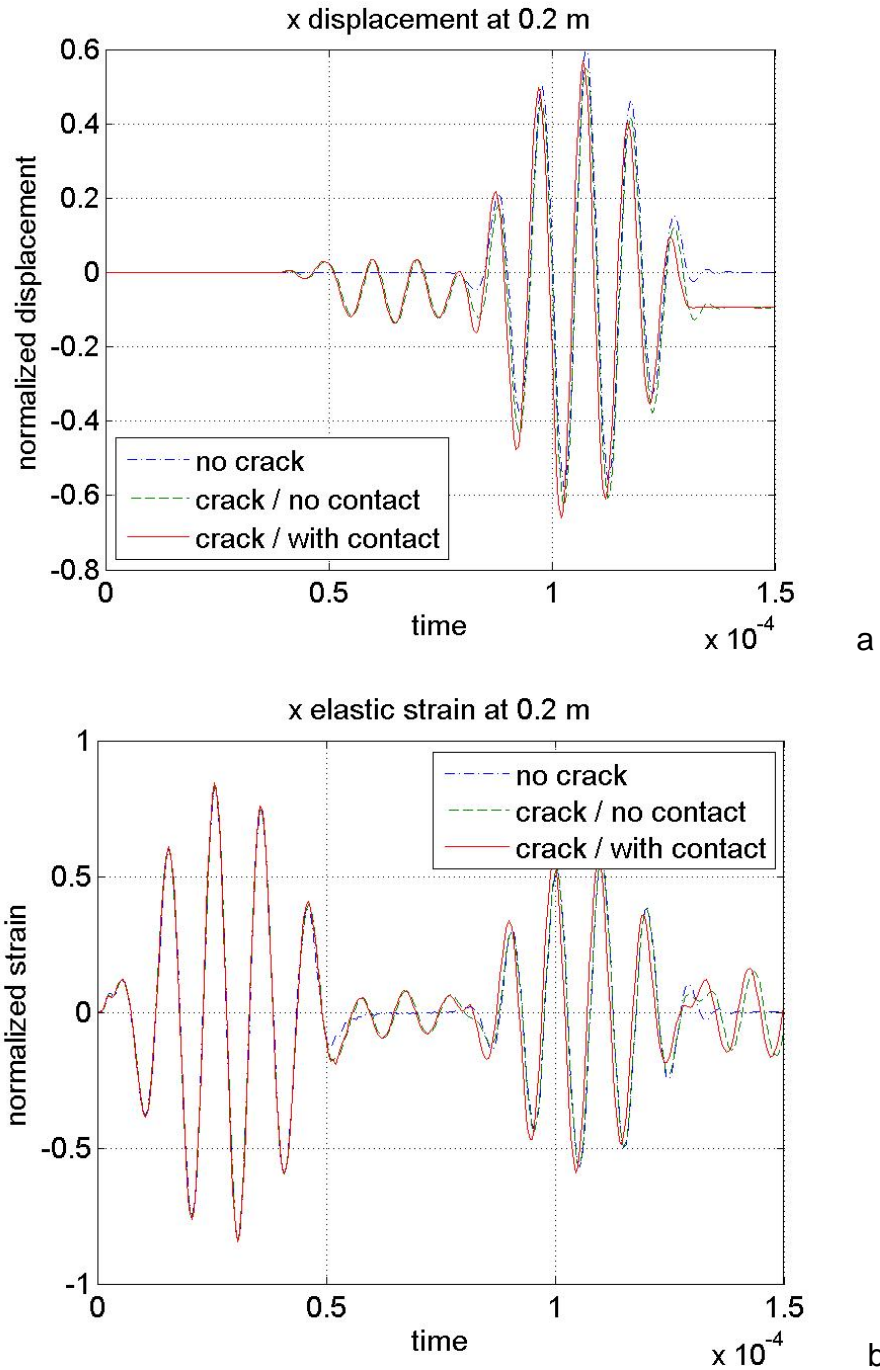 x displacement at 0.2 m
0.6
0.4
0.2
0
-0.2
-0.4
-0.6
-0.8
normalized displacement
no crack
crack / no contact
crack / with contact
0
0.5
1
1.5
time
x 10-4
a
x elastic strain at 0.2 m
1
0.5
0
-0.5
-1
normalized strain
no crack
crack / no contact
crack / with contact
0
0.5
1
1.5
time
x 10-4
b